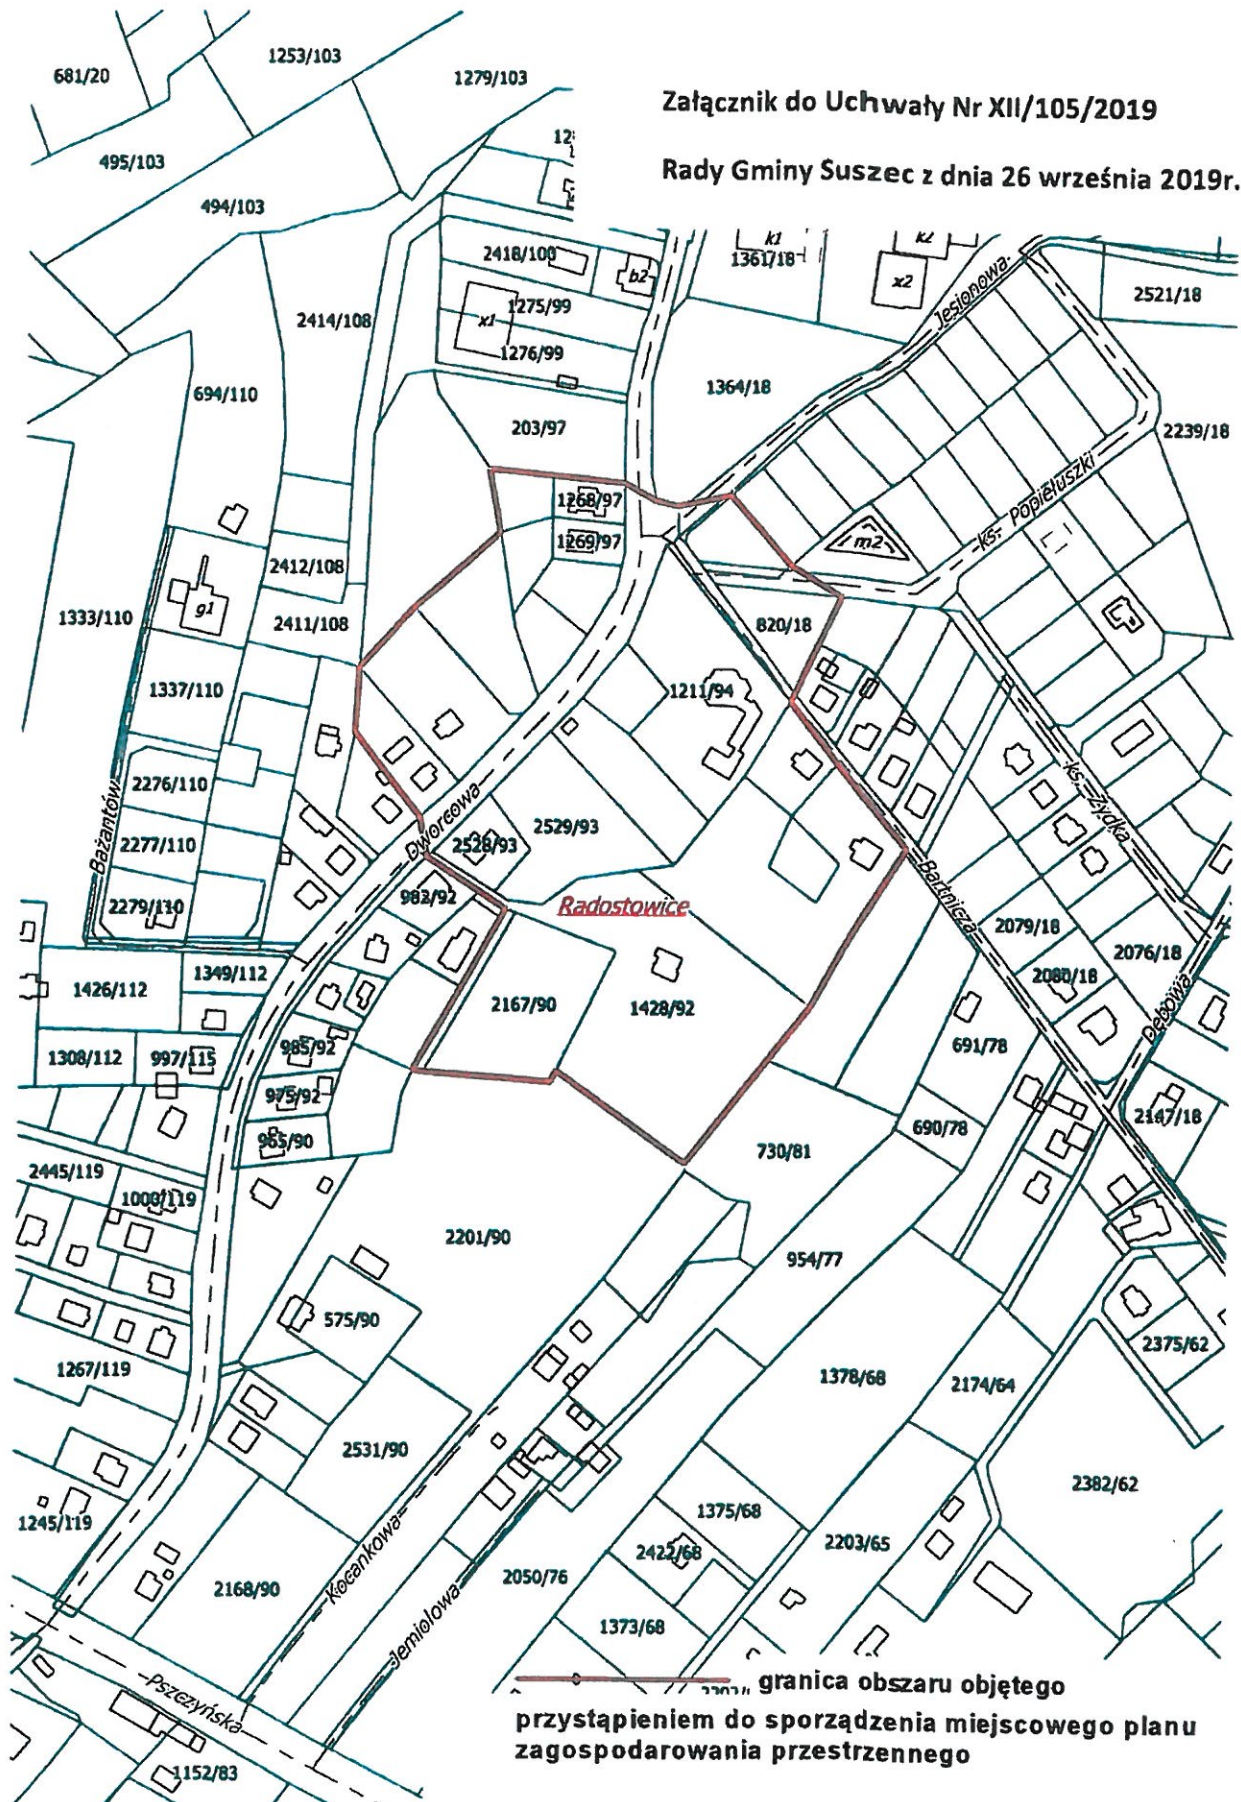 1253/103
681/20
1279/103
Załącznik do Uchwały Nr XII/105/2019
495/103
Rady Gminy Suszec z dnia 26 września 2019r.
494/103
k1
k2
1361/18
2418/100
b2
x2
2521/18
Jesionowa
1275/99
2414/108
x1
1276/99
1364/18
694/110
203/97
2239/18
ks. Popiełuszki
1268/97
1269/97
m2
2412/108
g1
1333/110
2411/108
820/18
1337/110
1211/94
2276/110
ks. Żydka
Bażantów
Dworcowa
2529/93
2277/110
2528/93
982/92
2279/110
Radostowice
Bartnicza
2079/18
2076/18
2080/18
1349/112
1426/112
2167/90
1428/92
Dębowa
691/78
985/92
1308/112
997/115
975/92
2147/18
690/78
965/90
730/81
2445/119
1000/119
2201/90
954/77
575/90
2375/62
1267/119
1378/68
2174/64
2531/90
2382/62
1375/68
1245/119
2203/65
2422/68
Kocankowa
2168/90
2050/76
Jemiolowa
1373/68
Pszczyńska
granica obszaru objętego
przystąpieniem do sporządzenia miejscowego planu
zagospodarowania przestrzennego
1152/83